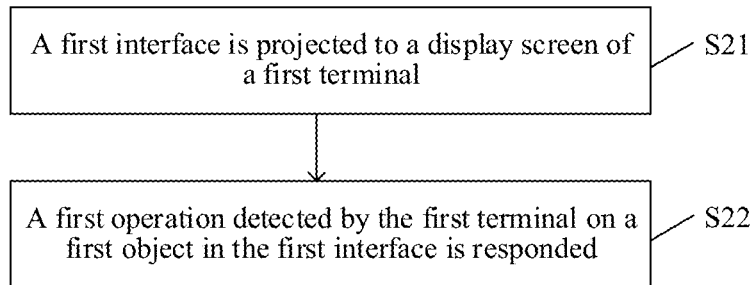 A first interface is projected to a display screen of
a first terminal
S21
A first operation detected by the first terminal on a
first object in the first interface is responded
S22